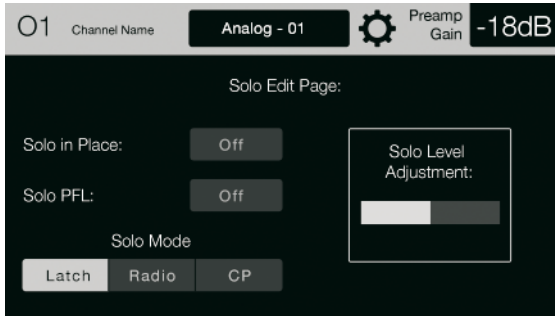 01 Channel Name Analog - 01 Preamp Gain -18dB
Solo Edit Page:
Solo in Place: Off
Solo PFL: Off
Solo Mode
Latch Radio CP
Solo Level
Adjustment: